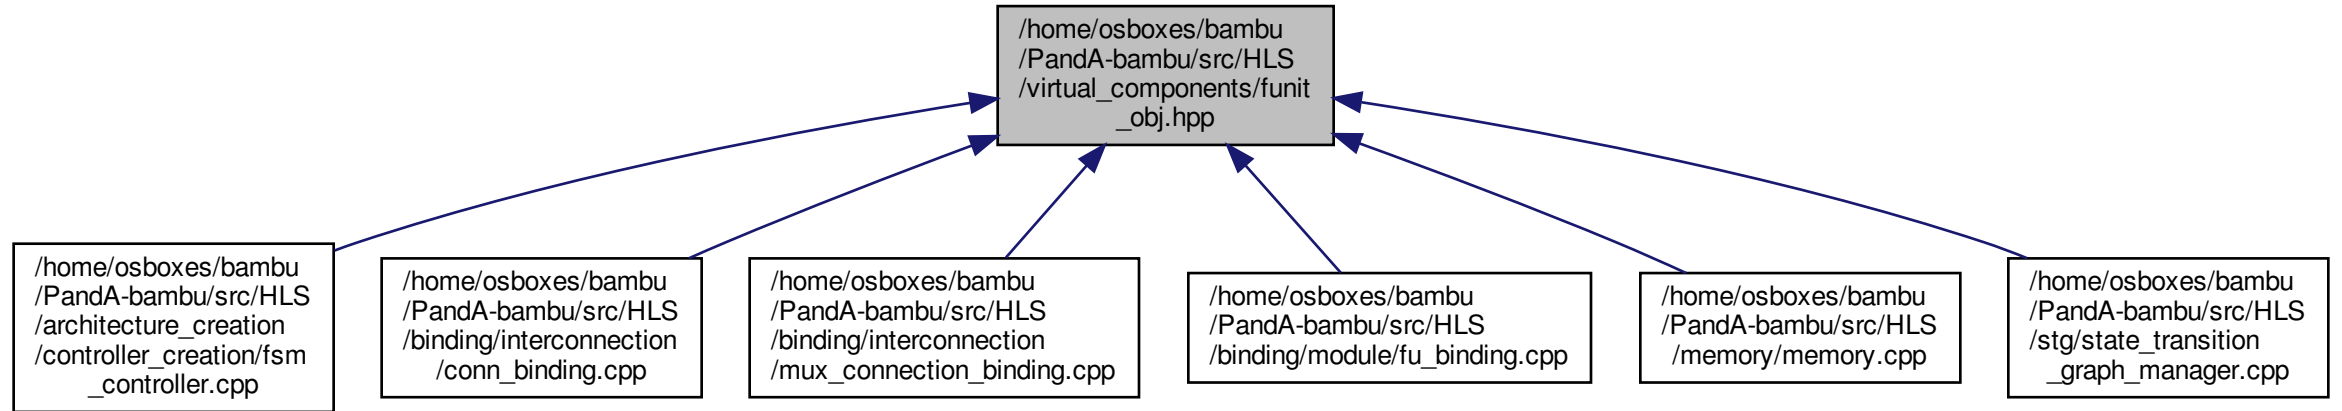 /home/osboxes/bambu
/PandA-bambu/src/HLS
/virtual_components/funit
_obj.hpp
/home/osboxes/bambu
/PandA-bambu/src/HLS
/architecture_creation
/controller_creation/fsm
_controller.cpp
/home/osboxes/bambu
/PandA-bambu/src/HLS
/binding/interconnection
/conn_binding.cpp
/home/osboxes/bambu
/PandA-bambu/src/HLS
/binding/interconnection
/mux_connection_binding.cpp
/home/osboxes/bambu
/PandA-bambu/src/HLS
/binding/module/fu_binding.cpp
/home/osboxes/bambu
/PandA-bambu/src/HLS
/memory/memory.cpp
/home/osboxes/bambu
/PandA-bambu/src/HLS
/stg/state_transition
_graph_manager.cpp